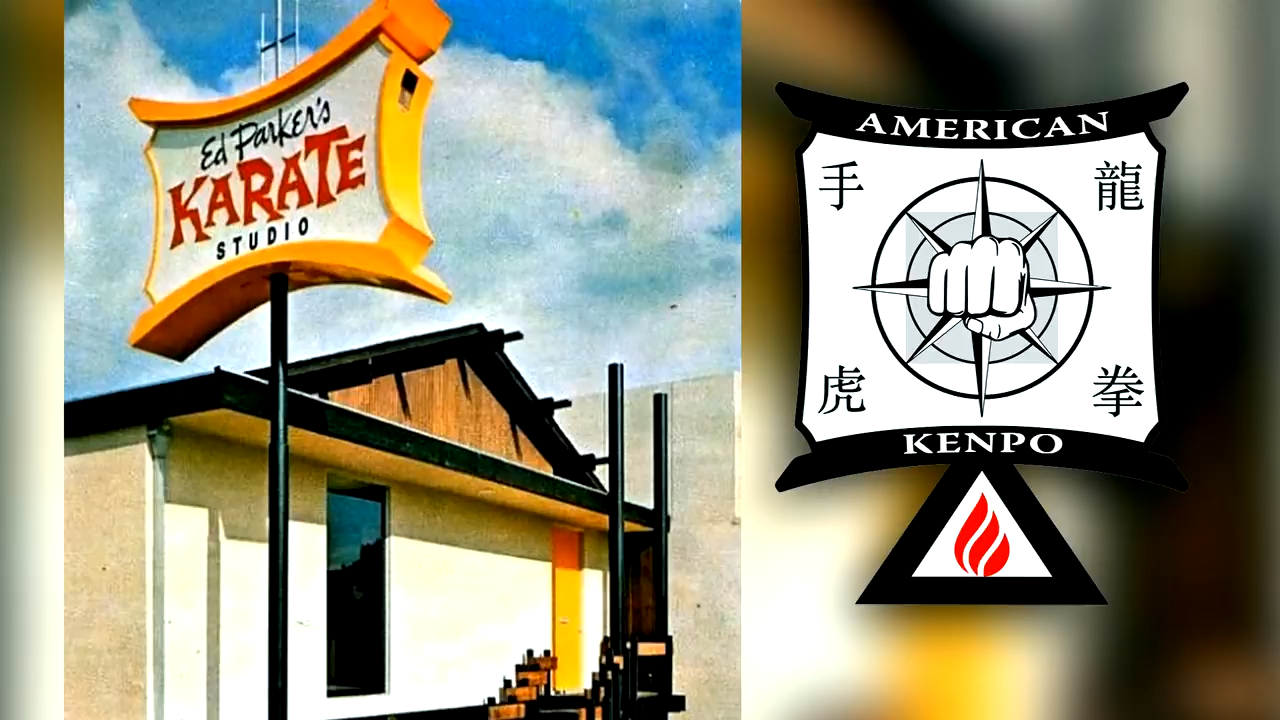 Ed Parker's
KARATE
STUDIO
AMERICAN
手 龍
虎 拳
KENPO